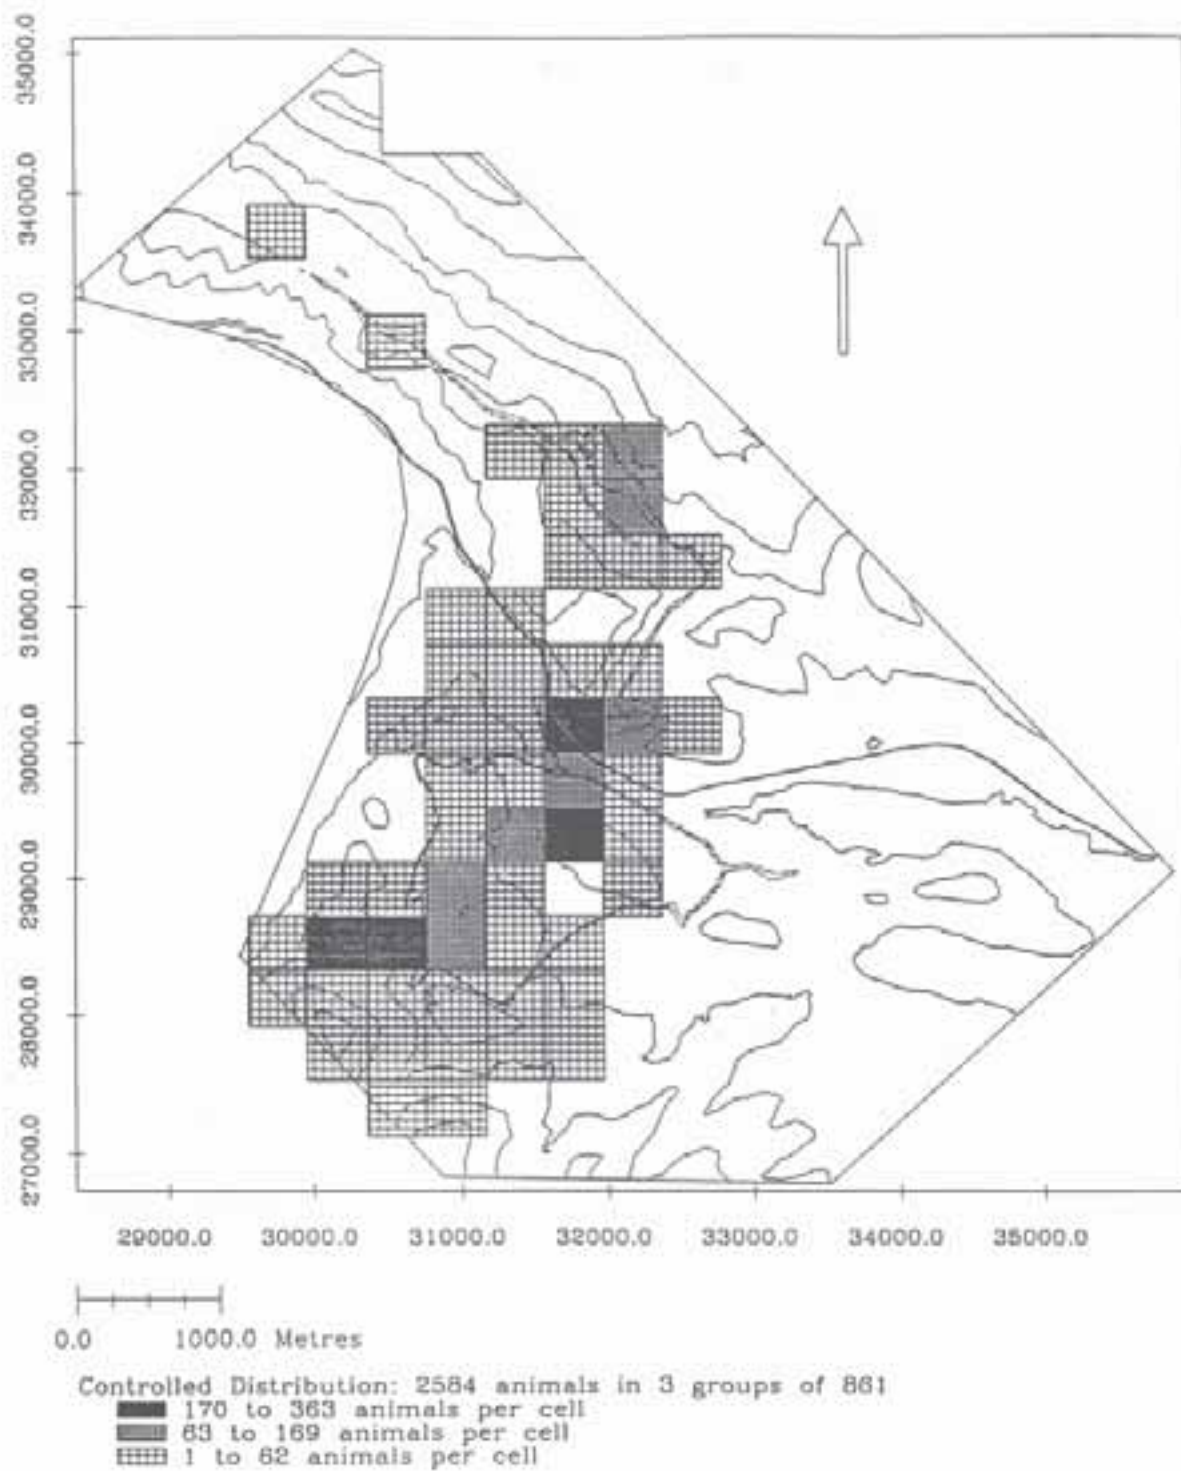 35000.0
34000.0
33000.0
32000.0
31000.0
30000.0
29000.0
28000.0
27000.0
29000.0 30000.0 31000.0 32000.0 33000.0 34000.0 35000.0
0.0 1000.0 Metres
Controlled Distribution: 2584 animals in 3 groups of 861
170 to 363 animals per cell
63 to 169 animals per cell
1 to 62 animals per cell